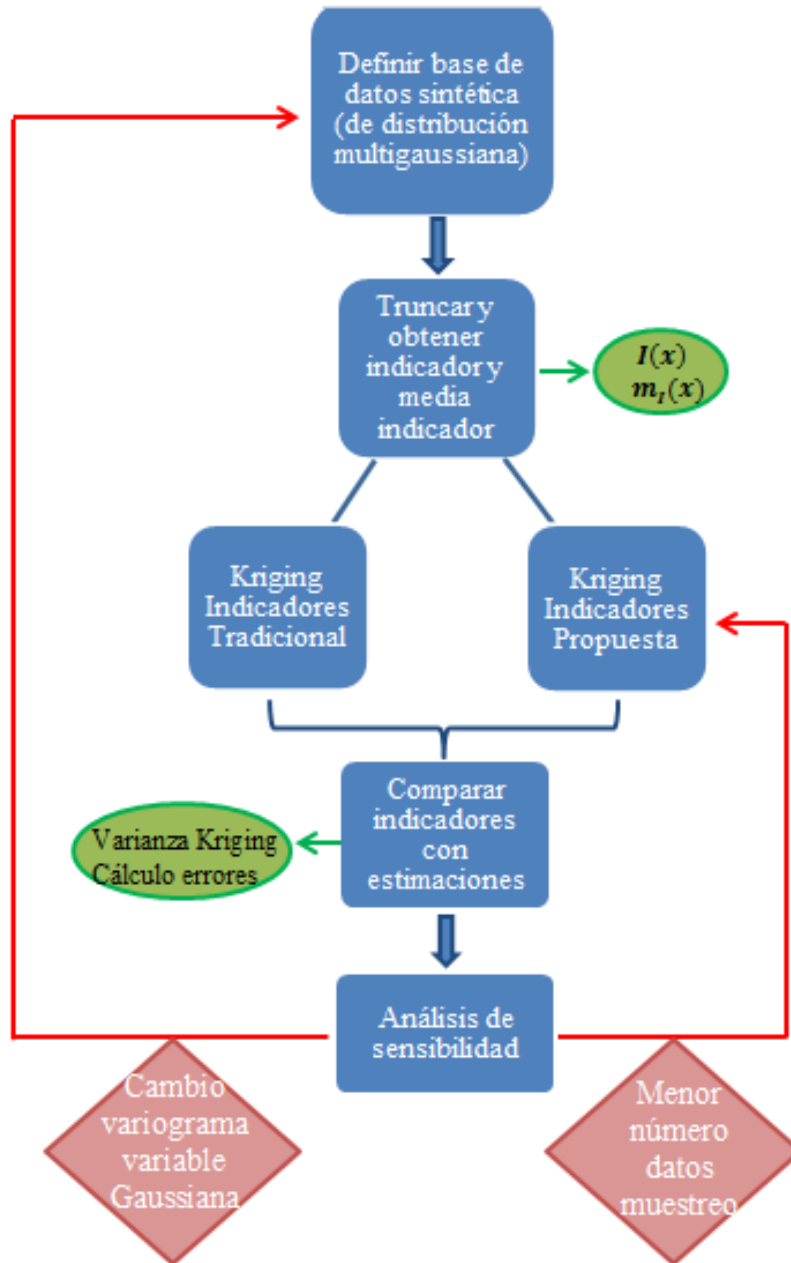 Definir base de
datos sintética
(de distribución
multigaussiana)
Truncar y
obtener
indicador y
media
indicador
I(x)
m_I(x)
Kriging
Indicadores
Tradicional
Kriging
Indicadores
Propuesta
Comparar
indicadores
con
estimaciones
Varianza Kriging
Cálculo errores
Análisis de
sensibilidad
Cambio
variograma
variable
Gaussiana
Menor
número
datos
muestreo